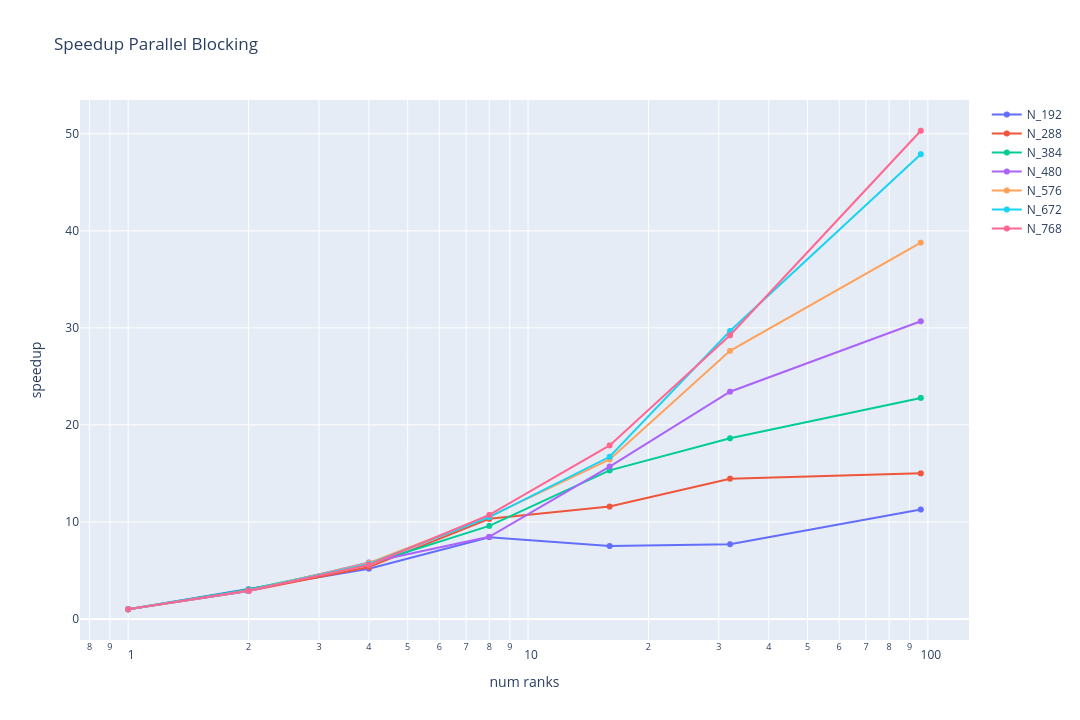 Speedup Parallel Blocking
N_192
N_288
N_384
N_480
N_576
N_672
N_768
50
40
30
20
10
0
speedup
8 9 2 3 4 5 6 7 8 9 2 3 4 5 6 7 8 9
1 10 100
num ranks